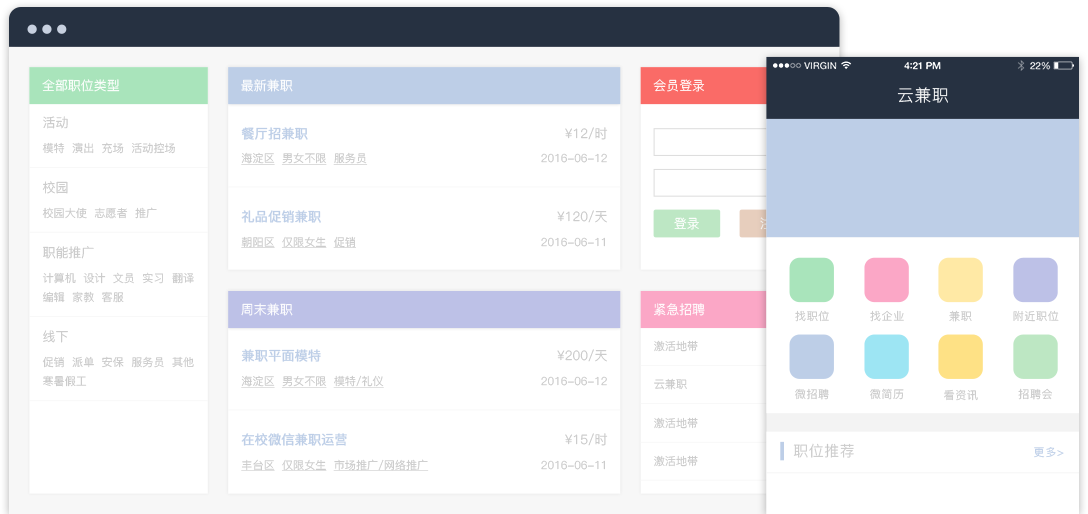 全部职位类型
活动
模特 演出 充场 活动控场
校园
校园大使 志愿者 推广
职能推广
计算机 设计 文员 实习 翻译
编辑 家教 客服
线下
促销 派单 安保 服务员 其他
寒暑假工
最新兼职
餐厅招兼职 ¥12/时
海淀区 男女不限 服务员 2016-06-12
礼品促销兼职 ¥120/天
朝阳区 仅限女生 促销 2016-06-11
周末兼职
兼职平面模特 ¥200/天
海淀区 男女不限 模特/礼仪 2016-06-12
在校微信兼职运营 ¥15/时
丰台区 仅限女生 市场推广/网络推广 2016-06-11
会员登录
登录
紧急招聘
激活地带
云兼职
激活地带
激活地带
VIRGIN 4:21 PM 22%
云兼职
找职位 找企业 兼职 附近职位
微招聘 微简历 看资讯 招聘会
职位推荐 更多>